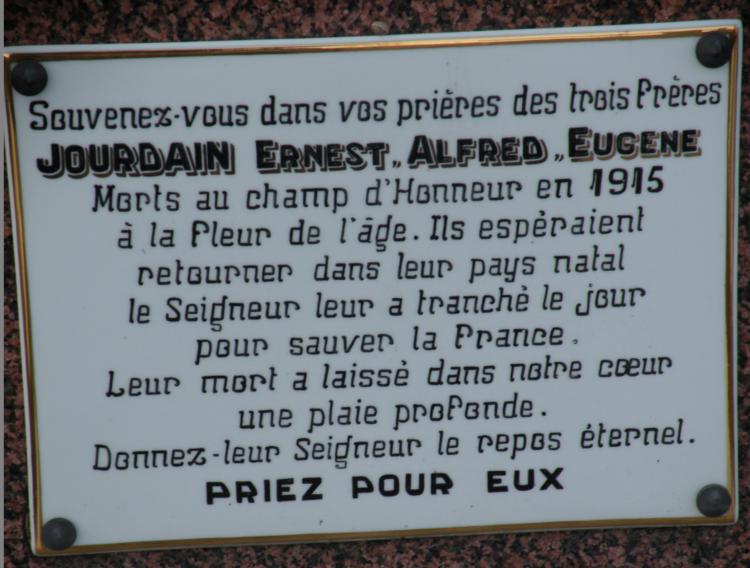 Souvenez-vous dans vos prières des trois Frères
JOURDAIN ERNEST „ ALFRED „ EUGENE
Morts au champ d'Honneur en 1915
à la Fleur de l'âge. Ils espéraient
retourner dans leur pays natal
le Seigneur leur a tranché le jour
pour sauver la France.
Leur mort a laissé dans notre cœur
une plaie profonde.
Donnez-leur Seigneur le repos éternel.
PRIEZ POUR EUX